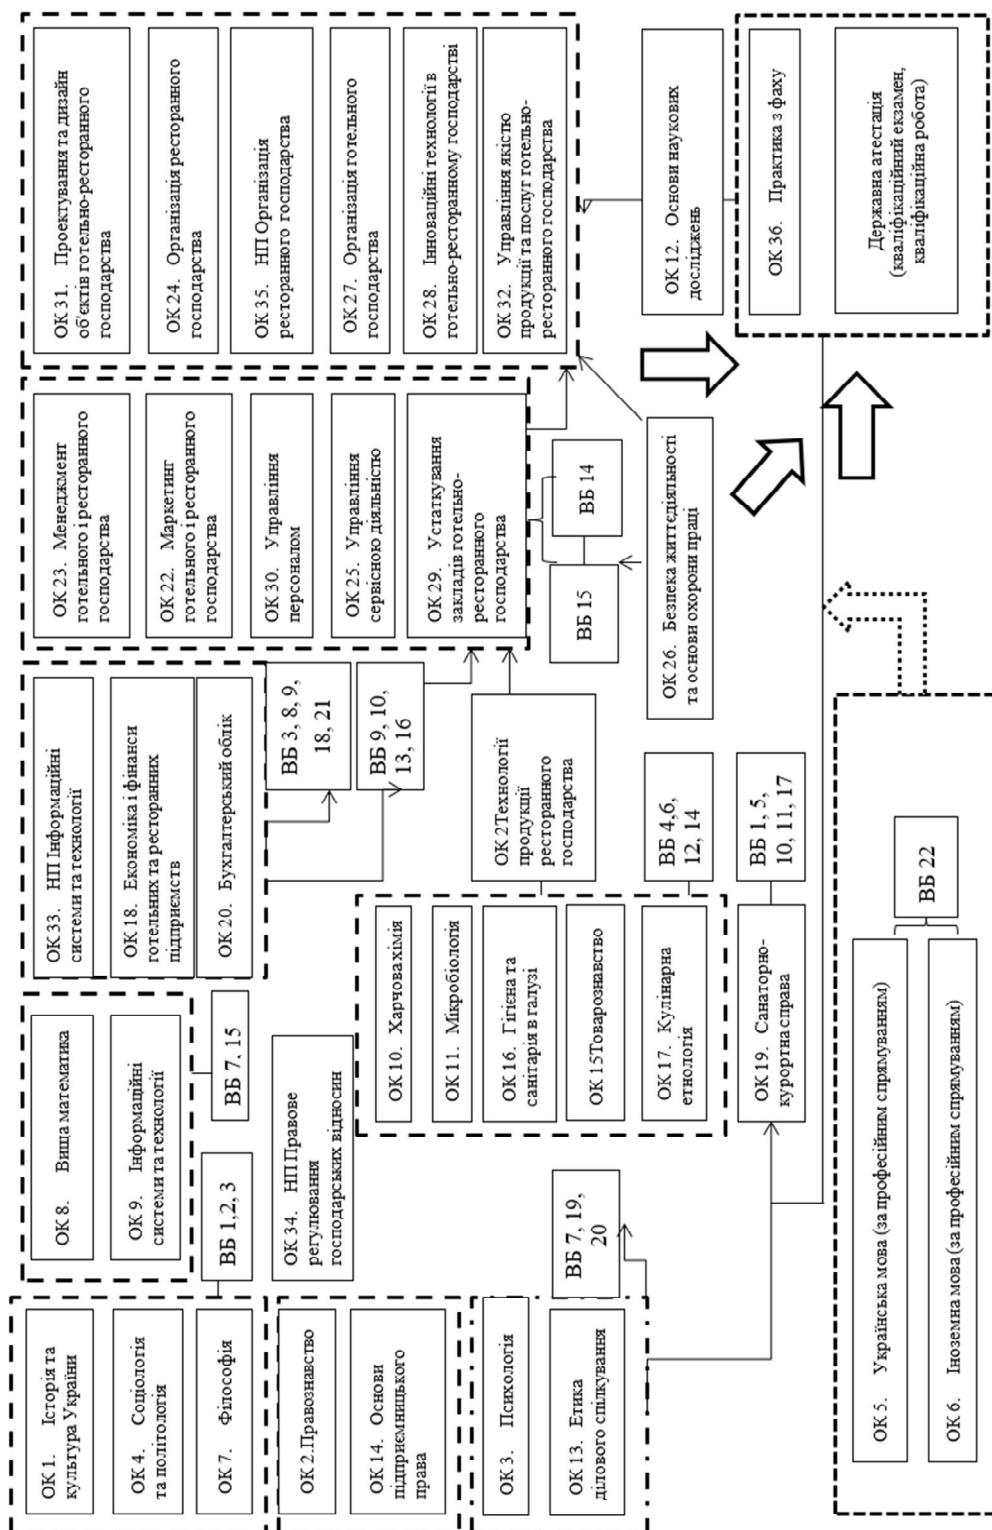 ОК 1. Історія та
культура України
ОК 4. Соціологія
та політологія
ОК 7. Філософія
ВБ 1,2, 3
ОК 8. Вища математика
ОК 9. Інформаційні
системи та технології
ВБ 7. 15
ОК 33. НП Інформаційні
системи та технології
ОК 18. Економіка і фінанси
готельних та ресторанних
підприємств
ОК 20. Бухгалтерський облік
ВБ 3, 8, 9,
18, 21
ВБ 9, 10,
13, 16
ОК 23. Менеджмент
готельного і ресторанного
господарства
ОК 22. Маркетинг
готельного і ресторанного
господарства
ОК 30. Управління
персоналом
ОК 25. Управління
сервісною діяльністю
ОК 29. Устаткування
закладів готельно-
ресторанного
господарства
ОК 31. Проектування та дизайн
об'єктів готельно-ресторанного
господарства
ОК 24. Організація ресторанного
господарства
ОК 35. НП Організація
ресторанного господарства
ОК 27. Організація готельного
господарства
ОК 28. Інноваційні технології в
готельно-ресторанному господарстві
ОК 32. Управління якістю
продукції та послуг готельно-
ресторанного господарства
ОК 2.Правознавство
ОК 14. Основи
підприємницького
права
ОК 34. НП Правове
регулювання
господарських відносин
ОК 3. Психологія
ОК 13. Етика
ділового спілкування
ВБ 7, 19,
20
ОК 10. Харчова хімія
ОК 11. Мікробіологія
ОК 16. Гігієна та
санітарія в галузі
ОК 15Товарознавство
ОК 17. Кулінарна
етнологія
ОК 2Технології
продукції
ресторанного
господарства
ВБ 4,6,
12, 14
ВБ 15
ВБ 14
ОК 19. Санаторно-
курортна справа
ВБ 1, 5,
10, 11, 17
ОК 26. Безпека життєдіяльності
та основи охорони праці
ОК 12. Основи наукових
досліджень
ОК 36. Практика з фаху
Державна атестація
(кваліфікаційний екзамен,
кваліфікаційна робота)
ОК 5. Українська мова (за професійним спрямуванням)
ОК 6. Іноземна мова (за професійним спрямуванням)
ВБ 22